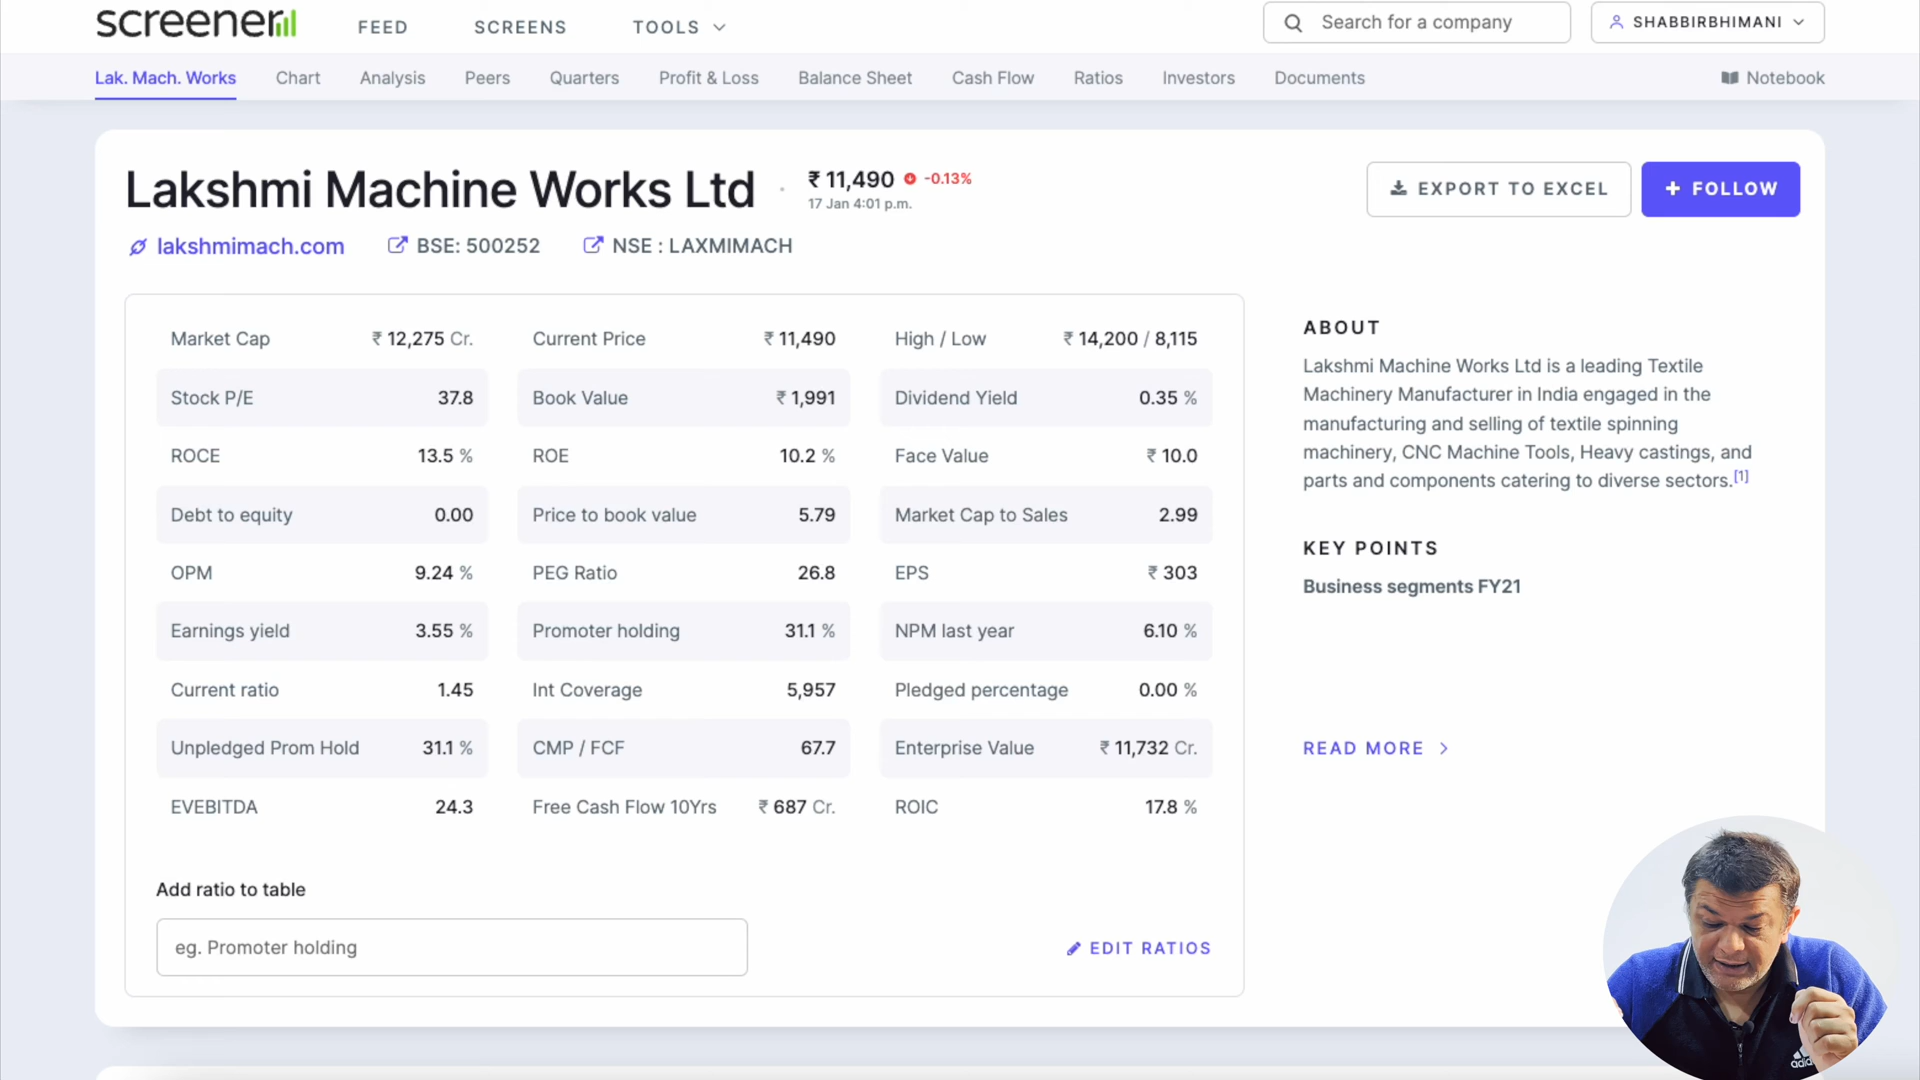 screener
FEED
SCREENS
TOOLS
Search for a company
SHABBIRBHIMANI
Lak. Mach. Works
Chart
Analysis
Peers
Quarters
Profit & Loss
Balance Sheet
Cash Flow
Ratios
Investors
Documents
Notebook
Lakshmi Machine Works Ltd
₹ 11,490 -0.13%
17 Jan 4:01 p.m.
EXPORT TO EXCEL
+ FOLLOW
lakshmimach.com
BSE: 500252
NSE : LAXMIMACH
Market Cap ₹ 12,275 Cr.
Current Price ₹ 11,490
High / Low ₹ 14,200 / 8,115
Stock P/E 37.8
Book Value ₹ 1,991
Dividend Yield 0.35 %
ROCE 13.5 %
ROE 10.2 %
Face Value ₹ 10.0
Debt to equity 0.00
Price to book value 5.79
Market Cap to Sales 2.99
OPM 9.24 %
PEG Ratio 26.8
EPS ₹ 303
Earnings yield 3.55 %
Promoter holding 31.1 %
NPM last year 6.10 %
Current ratio 1.45
Int Coverage 5,957
Pledged percentage 0.00 %
Unpledged Prom Hold 31.1 %
CMP / FCF 67.7
Enterprise Value ₹ 11,732 Cr.
EVEBITDA 24.3
Free Cash Flow 10Yrs ₹ 687 Cr.
ROIC 17.8 %
Add ratio to table
eg. Promoter holding
EDIT RATIOS
ABOUT
Lakshmi Machine Works Ltd is a leading Textile
Machinery Manufacturer in India engaged in the
manufacturing and selling of textile spinning
machinery, CNC Machine Tools, Heavy castings, and
parts and components catering to diverse sectors.[1]
KEY POINTS
Business segments FY21
READ MORE